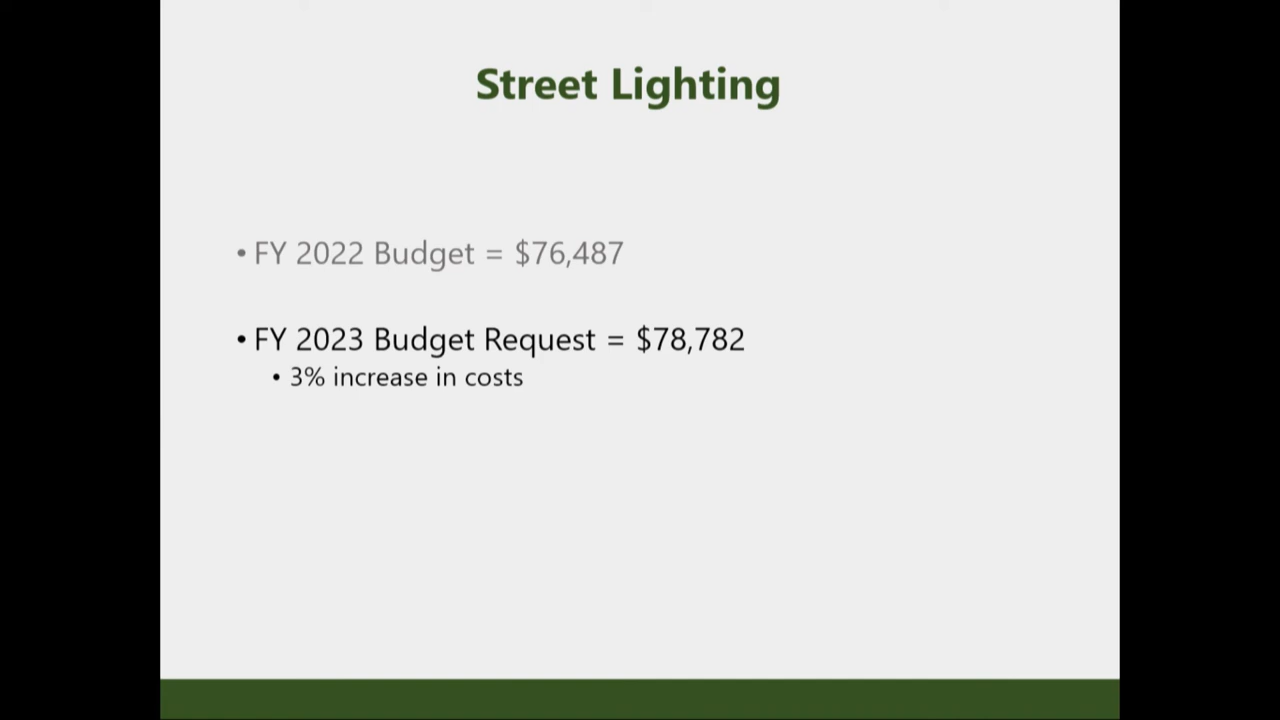 Street Lighting
• FY 2022 Budget = $76,487
• FY 2023 Budget Request = $78,782
• 3% increase in costs